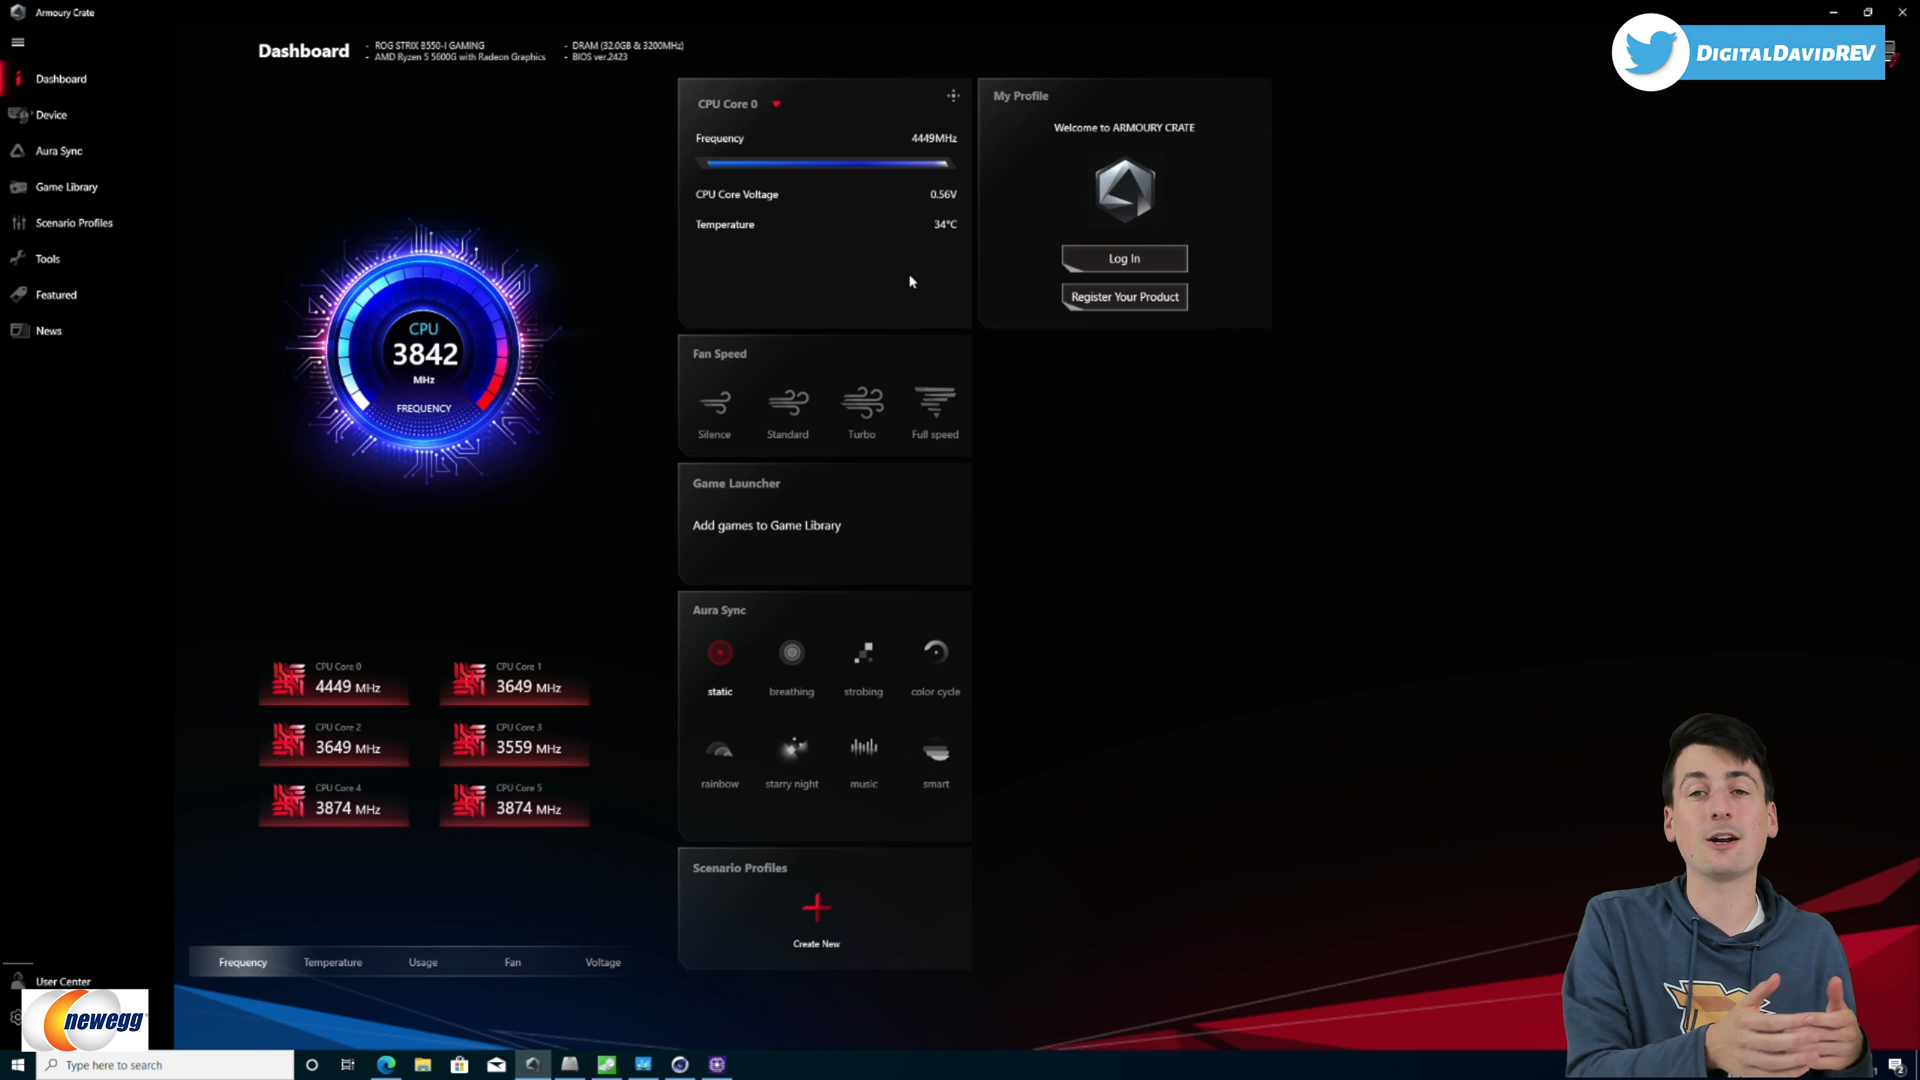 Armoury Crate
DIGITALDAVIDREV
Dashboard
- ROG STRIX B550-I GAMING
- AMD Ryzen 5 5600G with Radeon Graphics
- DRAM (32.0GB & 3200MHz)
- BIOS ver.2423
Dashboard
Device
Aura Sync
Game Library
Scenario Profiles
Tools
Featured
News
CPU
3842
MHz
FREQUENCY
CPU Core 0
4449 MHz
CPU Core 1
3649 MHz
CPU Core 2
3649 MHz
CPU Core 3
3559 MHz
CPU Core 4
3874 MHz
CPU Core 5
3874 MHz
Frequency Temperature Usage Fan Voltage
CPU Core 0
Frequency 4449MHz
CPU Core Voltage 0.56V
Temperature 34°C
Fan Speed
Silence Standard Turbo Full speed
Game Launcher
Add games to Game Library
Aura Sync
static breathing strobing color cycle
rainbow starry night music smart
Scenario Profiles
Create New
My Profile
Welcome to ARMOURY CRATE
Log In
Register Your Product
User Center
newegg
Type here to search
2